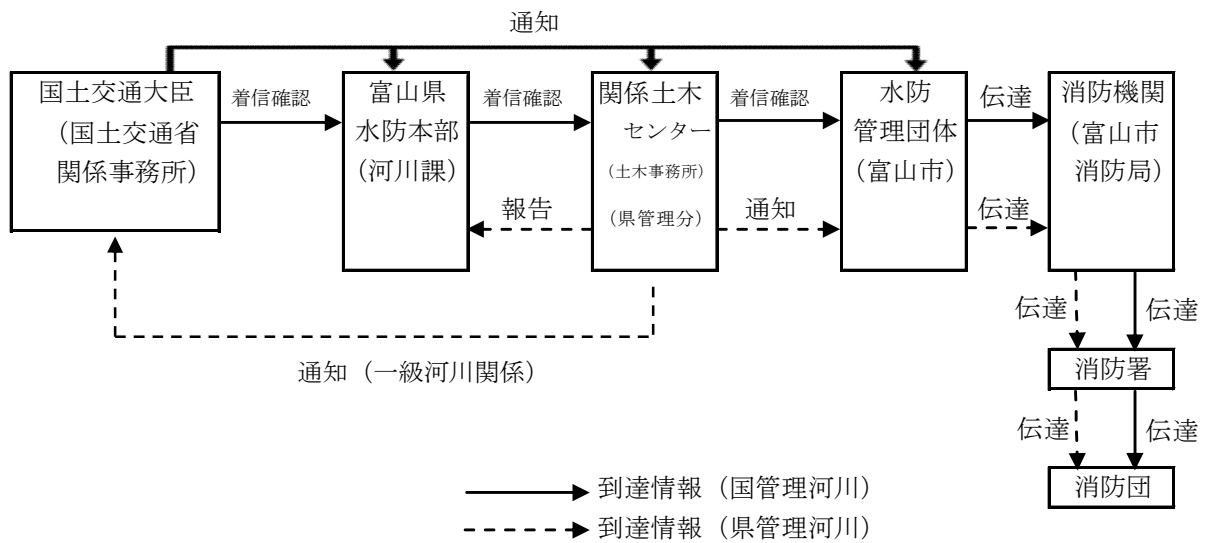 通知
国土交通大臣
(国土交通省
関係事務所)
着信確認
富山県
水防本部
(河川課)
着信確認
関係土木
センター
(土木事務所)
(県管理分)
着信確認
水防
管理団体
(富山市)
伝達
消防機関
(富山市
消防局)
報告
通知
伝達
通知(一級河川関係)
伝達
伝達
消防署
伝達
伝達
消防団
到達情報(国管理河川)
到達情報(県管理河川)